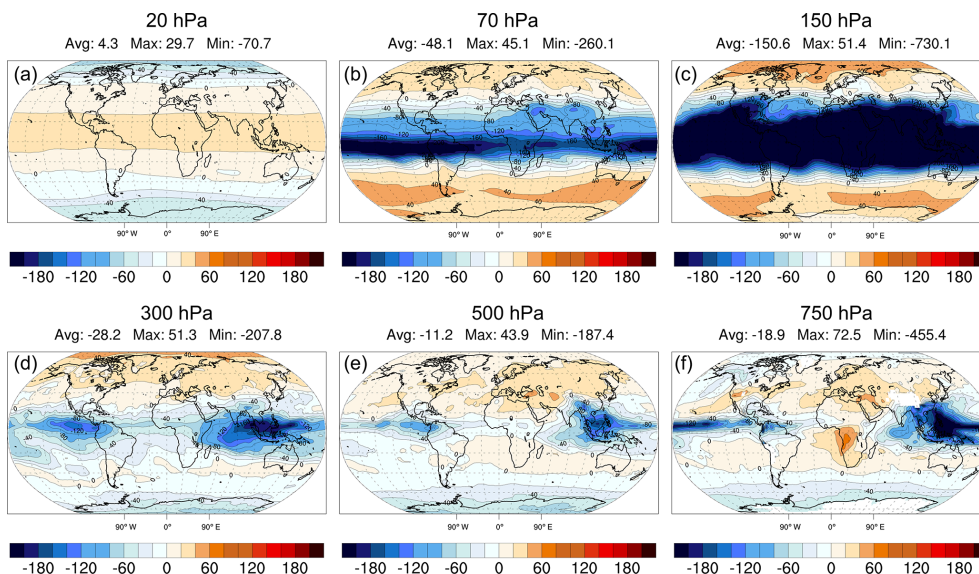 20 hPa
Avg: 4.3 Max: 29.7 Min: -70.7
(a)
90° W 0° 90° E
-180 -120 -60 0 60 120 180
70 hPa
Avg: -48.1 Max: 45.1 Min: -260.1
(b)
90° W 0° 90° E
-180 -120 -60 0 60 120 180
150 hPa
Avg: -150.6 Max: 51.4 Min: -730.1
(c)
90° W 0° 90° E
-180 -120 -60 0 60 120 180
300 hPa
Avg: -28.2 Max: 51.3 Min: -207.8
(d)
90° W 0° 90° E
-180 -120 -60 0 60 120 180
500 hPa
Avg: -11.2 Max: 43.9 Min: -187.4
(e)
90° W 0° 90° E
-180 -120 -60 0 60 120 180
750 hPa
Avg: -18.9 Max: 72.5 Min: -455.4
(f)
90° W 0° 90° E
-180 -120 -60 0 60 120 180